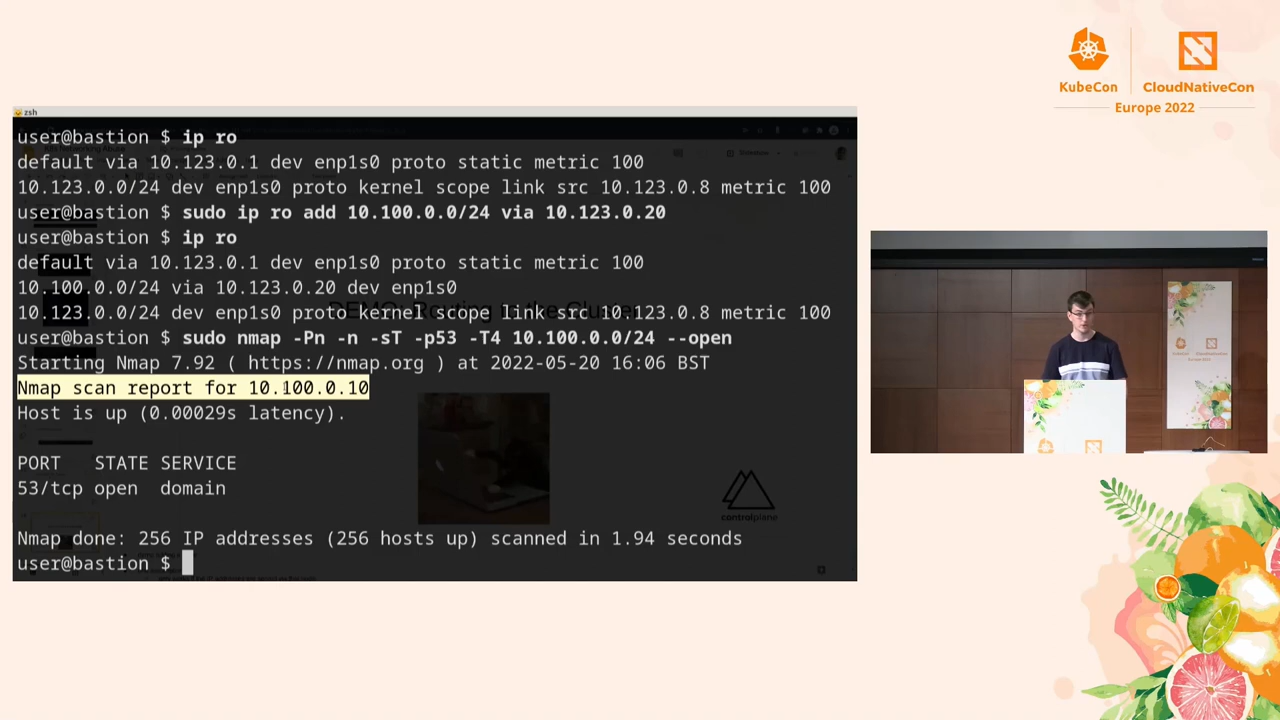 KubeCon
CloudNativeCon
Europe 2022
zsh
user@bastion $ ip ro
default via 10.123.0.1 dev enp1s0 proto static metric 100
10.123.0.0/24 dev enp1s0 proto kernel scope link src 10.123.0.8 metric 100
user@bastion $ sudo ip ro add 10.100.0.0/24 via 10.123.0.20
user@bastion $ ip ro
default via 10.123.0.1 dev enp1s0 proto static metric 100
10.100.0.0/24 via 10.123.0.20 dev enp1s0
10.123.0.0/24 dev enp1s0 proto kernel scope link src 10.123.0.8 metric 100
DEMO: Routing to the Cluster
user@bastion $ sudo nmap -Pn -n -sT -p53 -T4 10.100.0.0/24 --open
Starting Nmap 7.92 ( https://nmap.org ) at 2022-05-20 16:06 BST
Nmap scan report for 10.100.0.10
Host is up (0.00029s latency).
PORT STATE SERVICE
53/tcp open domain
controlplane
Nmap done: 256 IP addresses (256 hosts up) scanned in 1.94 seconds
user@bastion $